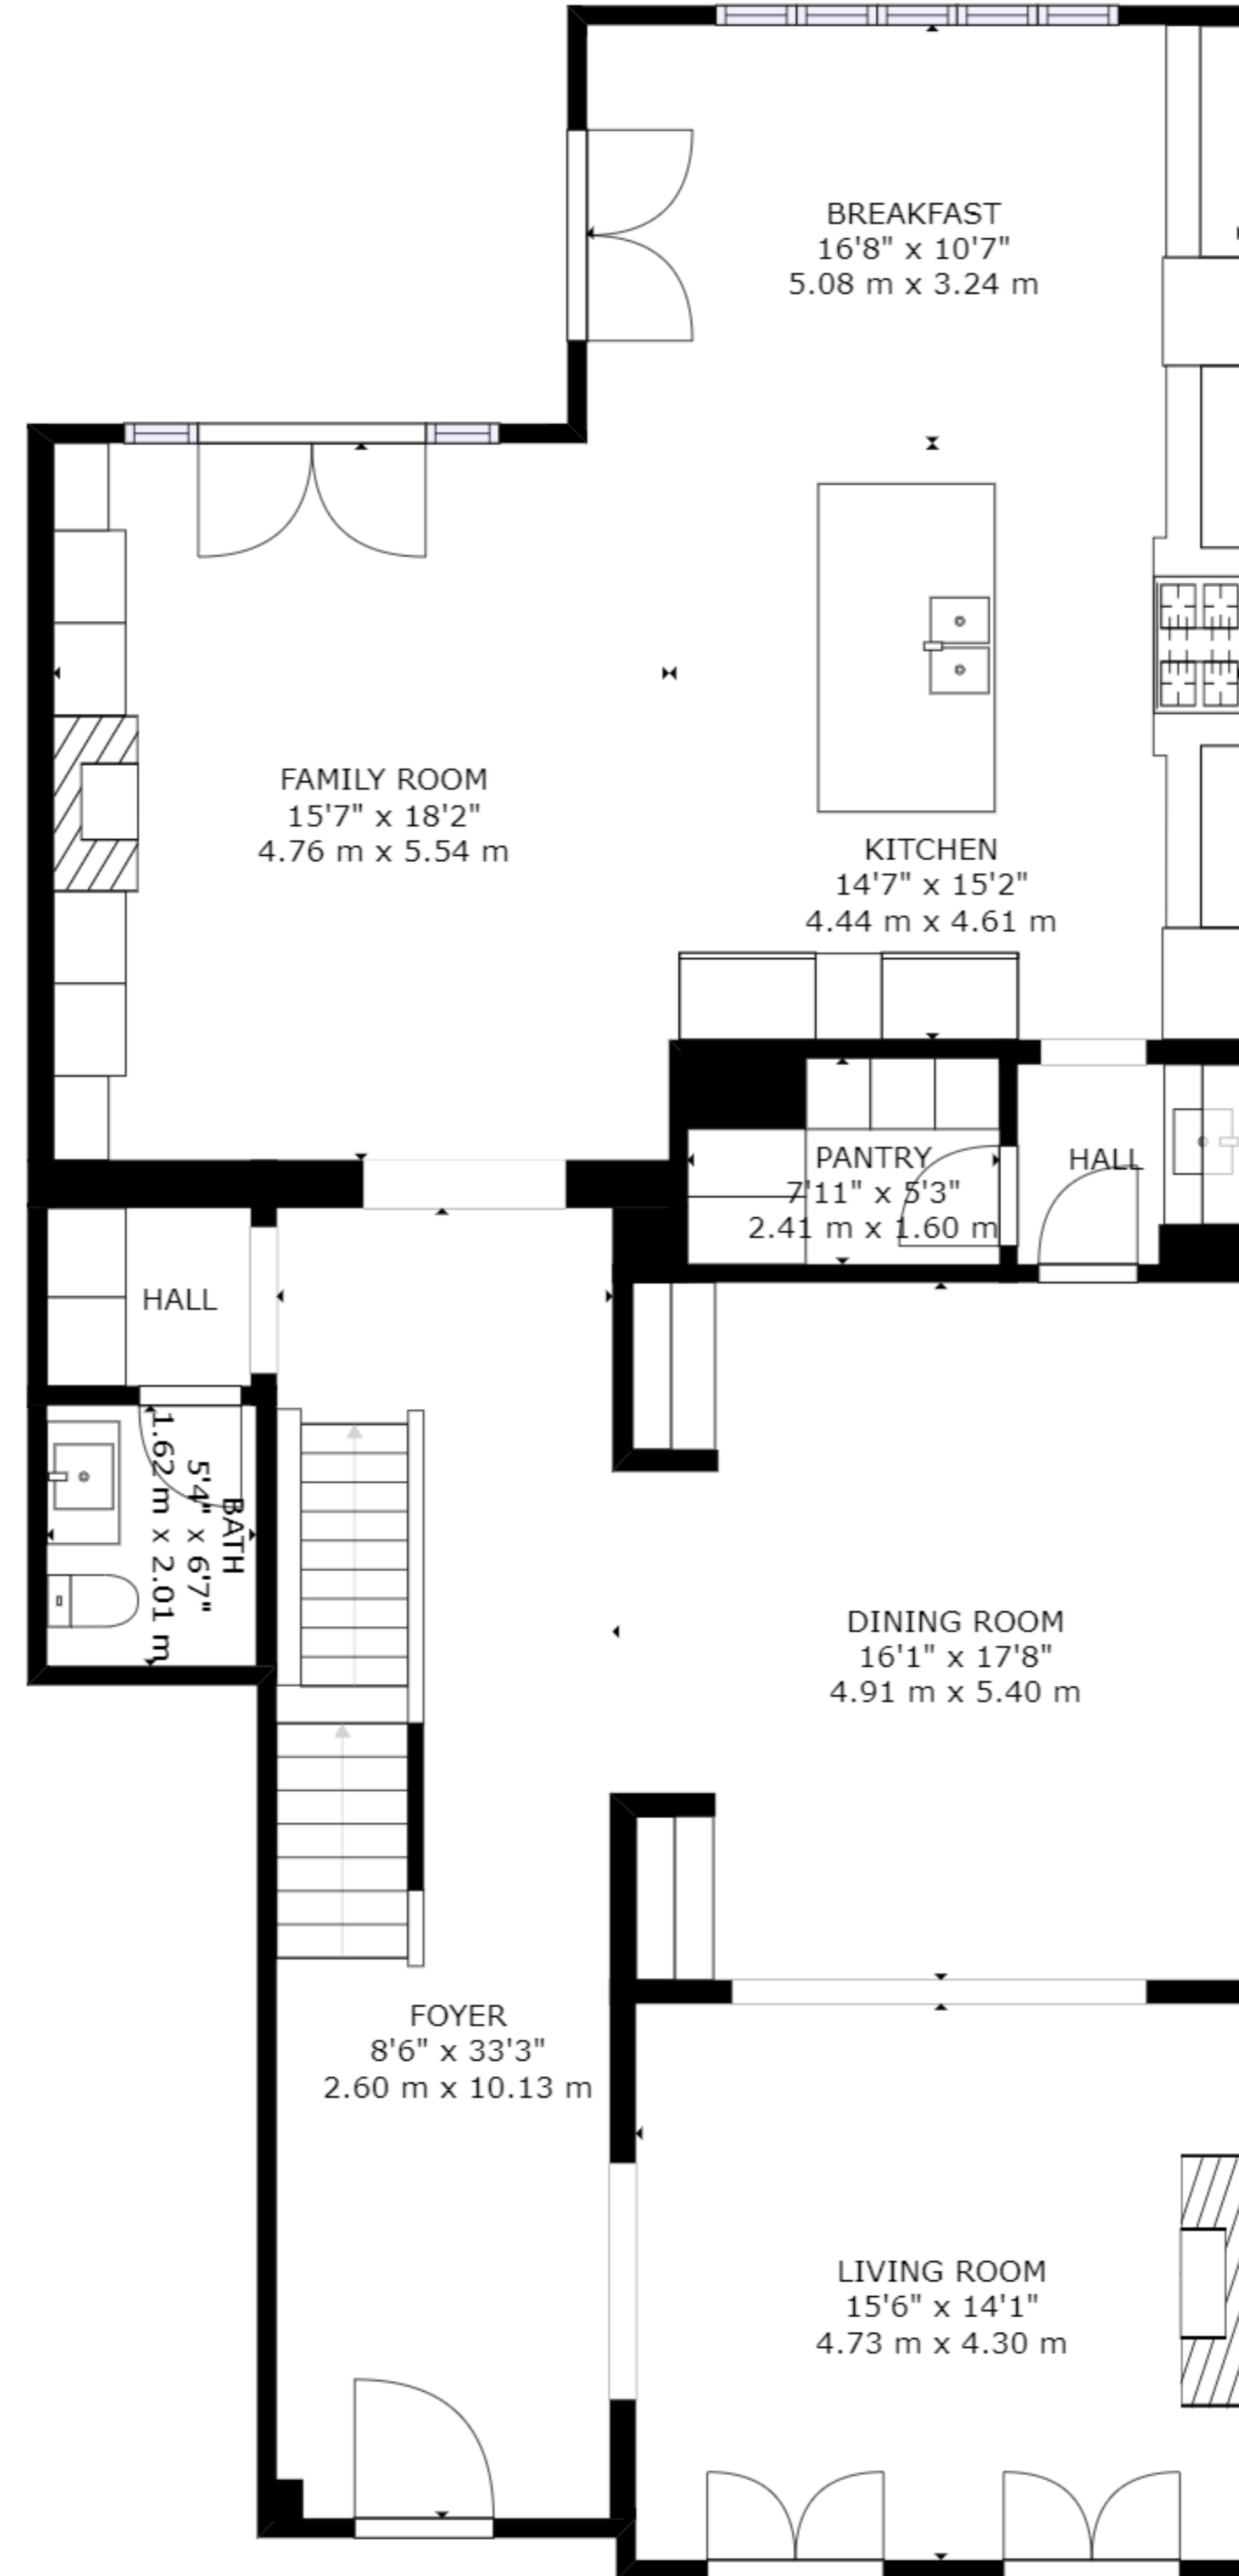 BREAKFAST
16'8" x 10'7"
5.08 m x 3.24 m
FAMILY ROOM
15'7" x 18'2"
4.76 m x 5.54 m
KITCHEN
14'7" x 15'2"
4.44 m x 4.61 m
PANTRY
7'11" x 5'3"
2.41 m x 1.60 m
HALL
HALL
BATH
5'4" x 6'7"
1.62 m x 2.01 m
DINING ROOM
16'1" x 17'8"
4.91 m x 5.40 m
FOYER
8'6" x 33'3"
2.60 m x 10.13 m
LIVING ROOM
15'6" x 14'1"
4.73 m x 4.30 m